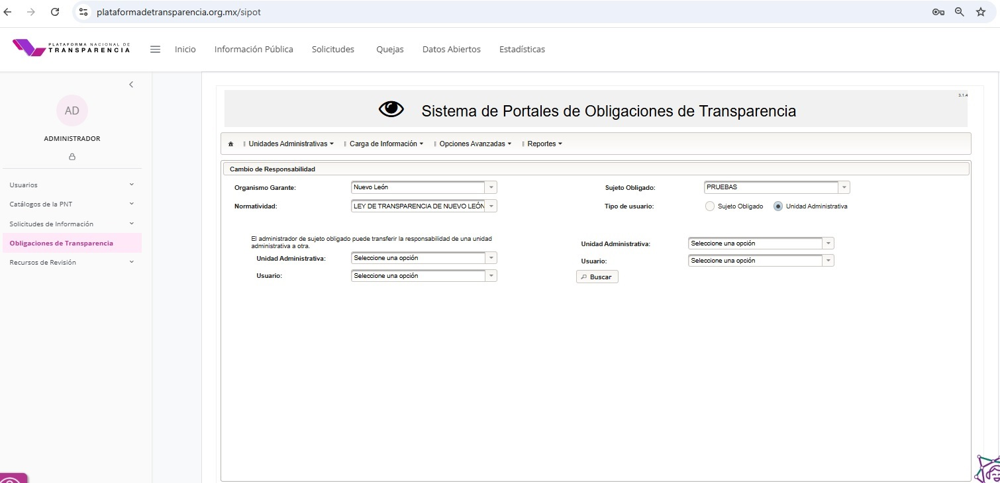 plataformadetransparencia.org.mx/sipot
PLATAFORMA NACIONAL DE
TRANSPARENCIA
Inicio
Información Pública
Solicitudes
Quejas
Datos Abiertos
Estadísticas
AD
ADMINISTRADOR
Usuarios
Catálogos de la PNT
Solicitudes de Información
Obligaciones de Transparencia
Recursos de Revisión
3.1.4
Sistema de Portales de Obligaciones de Transparencia
Unidades Administrativas
Carga de Información
Opciones Avanzadas
Reportes
Cambio de Responsabilidad
Organismo Garante: Nuevo León
Sujeto Obligado: PRUEBAS
Normatividad: LEY DE TRANSPARENCIA DE NUEVO LEÓN
Tipo de usuario: Sujeto Obligado Unidad Administrativa
El administrador de sujeto obligado puede transferir la responsabilidad de una unidad
administrativa a otra.
Unidad Administrativa: Seleccione una opción
Usuario: Seleccione una opción
Unidad Administrativa: Seleccione una opción
Usuario: Seleccione una opción
Buscar